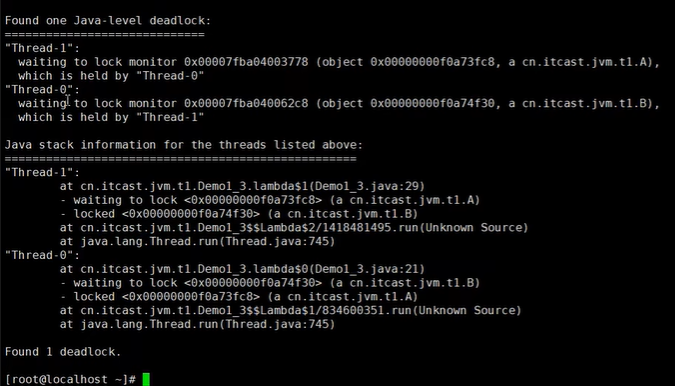 Found one Java-level deadlock:
=============================
"Thread-1":
  waiting to lock monitor 0x00007fba04003778 (object 0x00000000f0a73fc8, a cn.itcast.jvm.t1.A),
  which is held by "Thread-0"
"Thread-0":
  waiting to lock monitor 0x00007fba040062c8 (object 0x00000000f0a74f30, a cn.itcast.jvm.t1.B),
  which is held by "Thread-1"

Java stack information for the threads listed above:
===================================================
"Thread-1":
        at cn.itcast.jvm.t1.Demo1_3.lambda$1(Demo1_3.java:29)
        - waiting to lock <0x00000000f0a73fc8> (a cn.itcast.jvm.t1.A)
        - locked <0x00000000f0a74f30> (a cn.itcast.jvm.t1.B)
        at cn.itcast.jvm.t1.Demo1_3$$Lambda$2/1418481495.run(Unknown Source)
        at java.lang.Thread.run(Thread.java:745)
"Thread-0":
        at cn.itcast.jvm.t1.Demo1_3.lambda$0(Demo1_3.java:21)
        - waiting to lock <0x00000000f0a74f30> (a cn.itcast.jvm.t1.B)
        - locked <0x00000000f0a73fc8> (a cn.itcast.jvm.t1.A)
        at cn.itcast.jvm.t1.Demo1_3$$Lambda$1/834600351.run(Unknown Source)
        at java.lang.Thread.run(Thread.java:745)

Found 1 deadlock.

[root@localhost ~]#